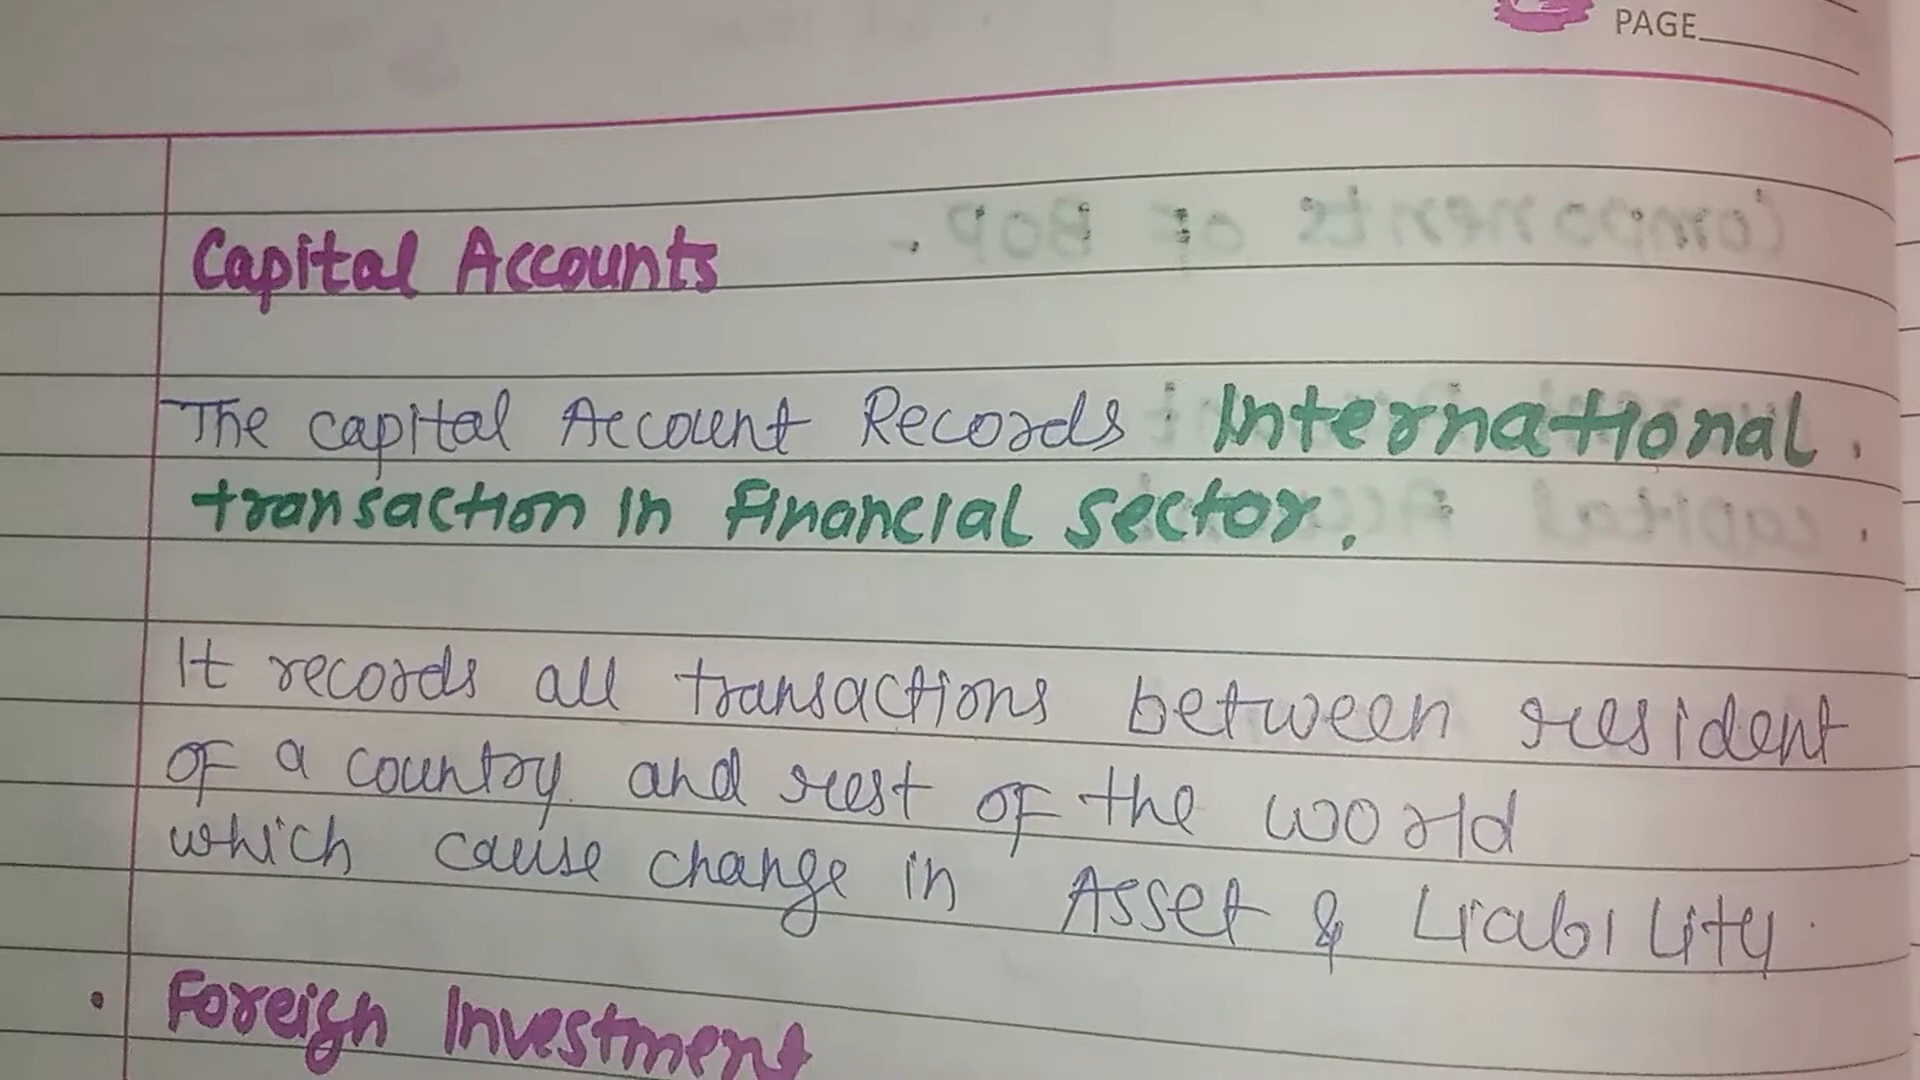 PAGE
Capital Accounts
The capital Account Records International
transaction in Financial sector.
It records all transactions between resident
of a country and rest of the world
which cause change in Asset & Liability.
• Foreign Investment